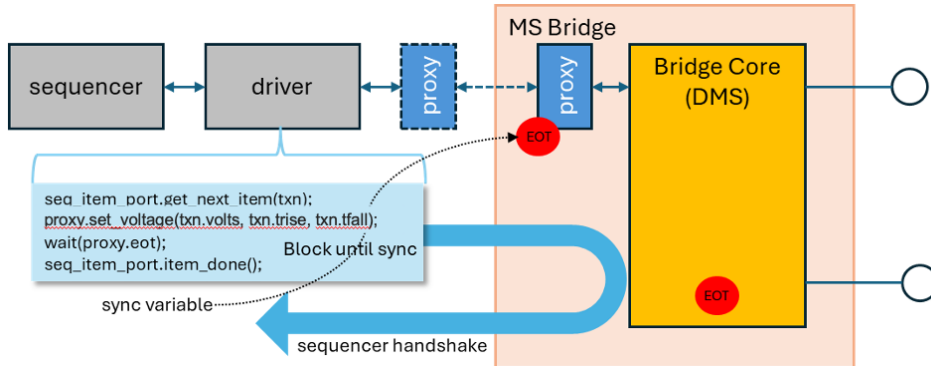 MS Bridge
sequencer
driver
proxy
proxy
Bridge Core
(DMS)
EOT
seq_item_port.get_next_item(txn);
proxy.set_voltage(txn.volts, txn.trise, txn.tfall);
wait(proxy.eot);
Block until sync
seq_item_port.item_done();
EOT
sync variable
sequencer handshake